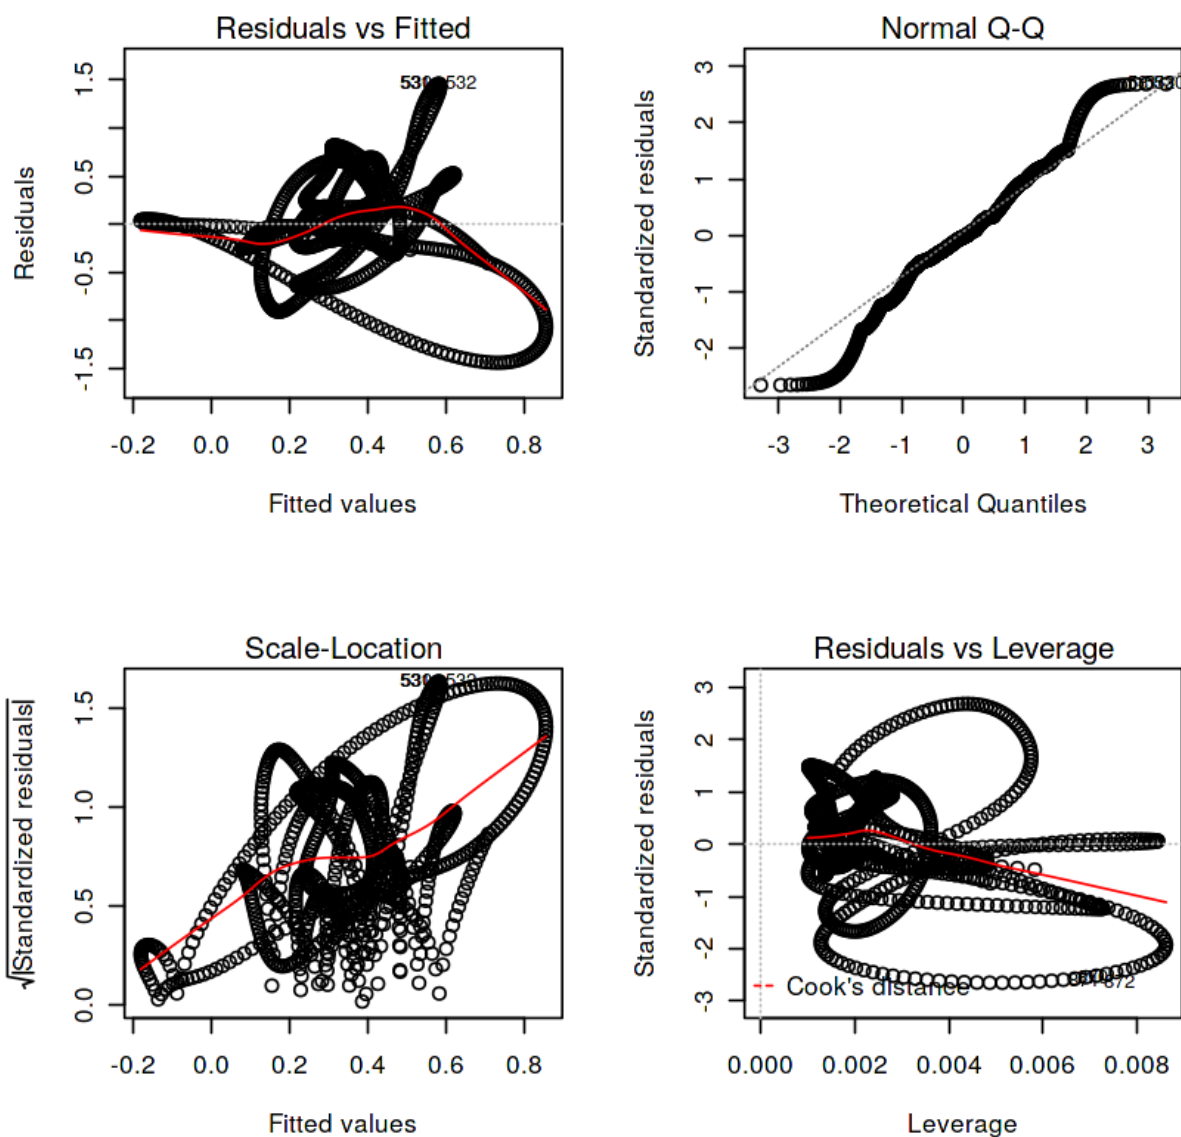 Residuals vs Fitted
532
1.5
0.5
-0.5
-1.5
Residuals
-0.2 0.0 0.2 0.4 0.6 0.8
Fitted values
Normal Q-Q
3
2
1
0
-1
-2
Standardized residuals
-3 -2 -1 0 1 2 3
Theoretical Quantiles
Scale-Location
532
1.5
1.0
0.5
0.0
√|Standardized residuals|
-0.2 0.0 0.2 0.4 0.6 0.8
Fitted values
Residuals vs Leverage
3
2
1
0
-1
-2
-3
Standardized residuals
872
Cook's distance
0.000 0.002 0.004 0.006 0.008
Leverage